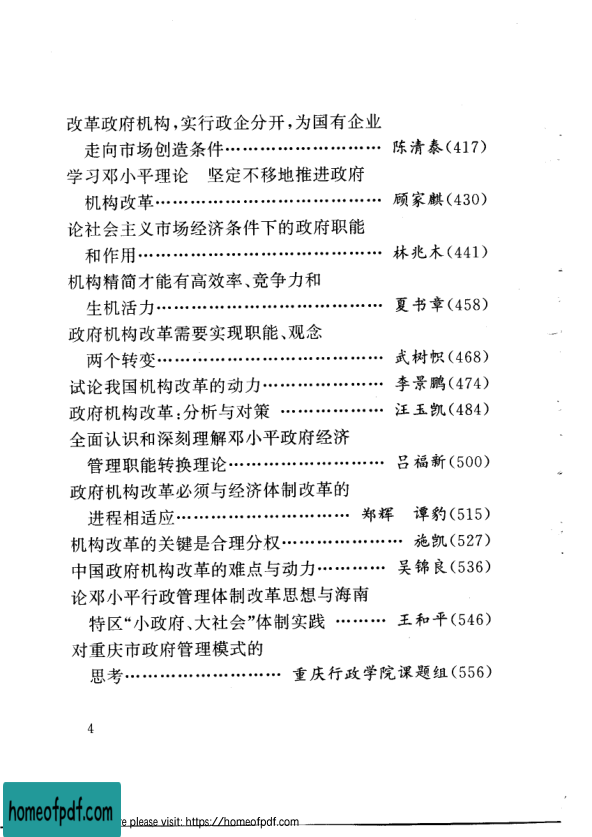 改革政府机构,实行政企分开,为国有企业
走向市场创造条件………………………… 陈清泰(417)
学习邓小平理论　坚定不移地推进政府
机构改革………………………………… 顾家麒(430)
论社会主义市场经济条件下的政府职能
和作用…………………………………… 林兆木(441)
机构精简才能有高效率、竞争力和
生机活力………………………………… 夏书章(458)
政府机构改革需要实现职能、观念
两个转变………………………………… 武树帜(468)
试论我国机构改革的动力………………… 李景鹏(474)
政府机构改革:分析与对策 ……………… 汪玉凯(484)
全面认识和深刻理解邓小平政府经济
管理职能转换理论……………………… 吕福新(500)
政府机构改革必须与经济体制改革的
进程相适应………………………… 郑辉　谭豹(515)
机构改革的关键是合理分权………………… 施凯(527)
中国政府机构改革的难点与动力………… 吴锦良(536)
论邓小平行政管理体制改革思想与海南
特区“小政府、大社会”体制实践 ……… 王和平(546)
对重庆市政府管理模式的
思考……………………… 重庆行政学院课题组(556)
4
homeofpdf.com
e please visit: https://homeofpdf.com